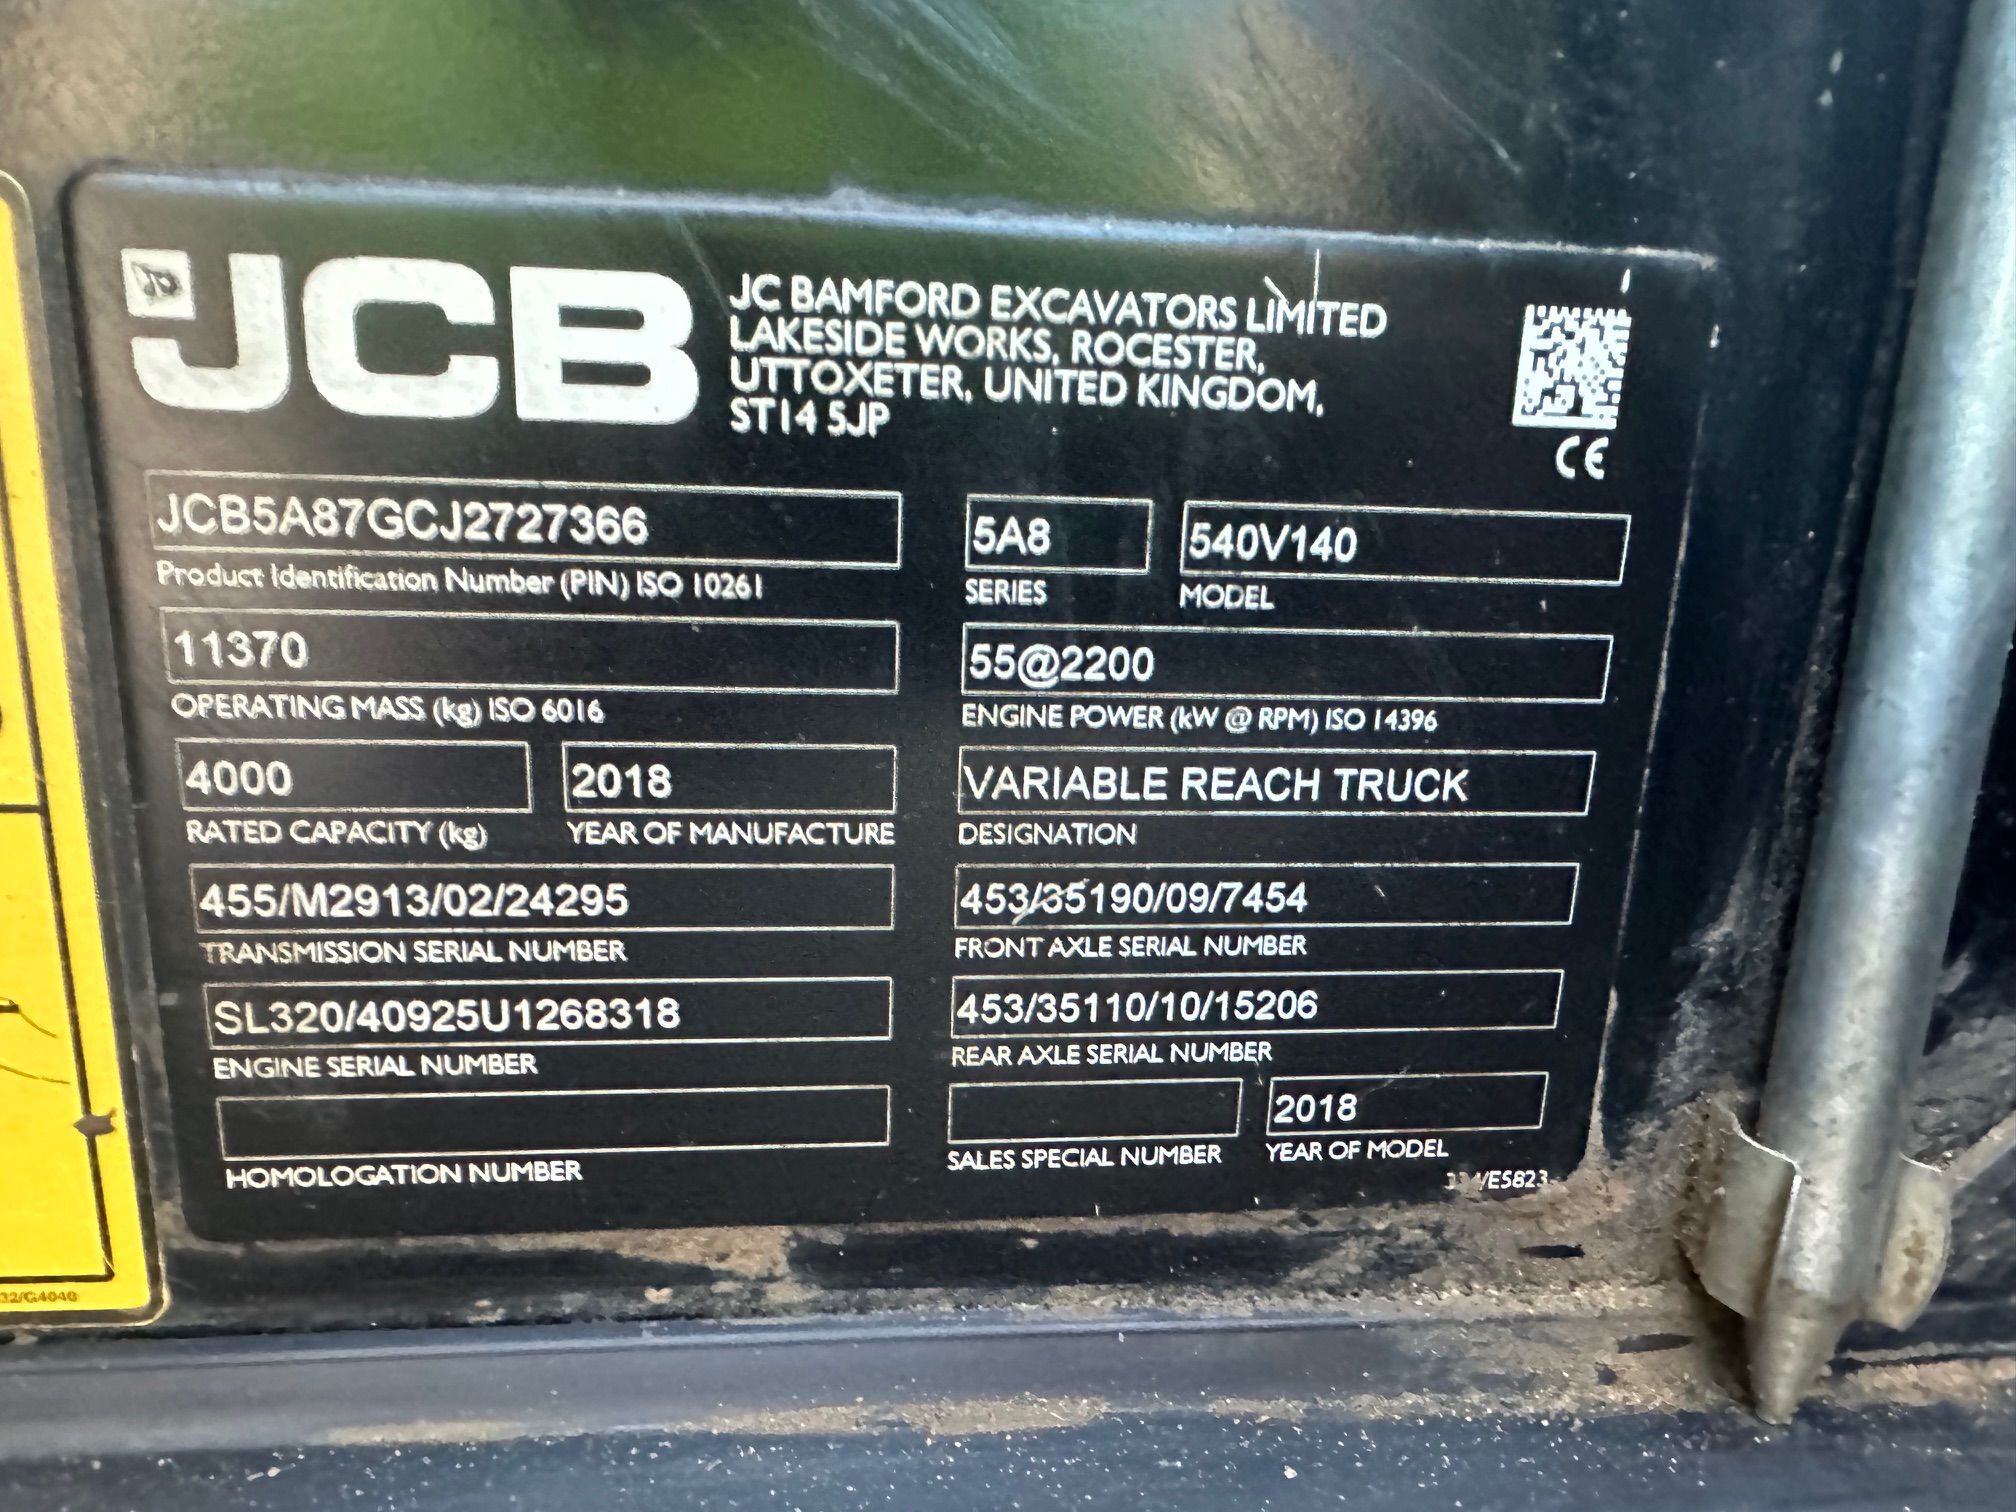 JCB
JC BAMFORD EXCAVATORS LIMITED
LAKESIDE WORKS, ROCESTER,
UTTOXETER, UNITED KINGDOM,
ST14 5JP
CE
JCB5A87GCJ2727366
Product Identification Number (PIN) ISO 10261
5A8
SERIES
540V140
MODEL
11370
OPERATING MASS (kg) ISO 6016
55@2200
ENGINE POWER (kW @ RPM) ISO 14396
4000
RATED CAPACITY (kg)
2018
YEAR OF MANUFACTURE
VARIABLE REACH TRUCK
DESIGNATION
455/M2913/02/24295
TRANSMISSION SERIAL NUMBER
453/35190/09/7454
FRONT AXLE SERIAL NUMBER
SL320/40925U1268318
ENGINE SERIAL NUMBER
453/35110/10/15206
REAR AXLE SERIAL NUMBER
HOMOLOGATION NUMBER
SALES SPECIAL NUMBER
2018
YEAR OF MODEL